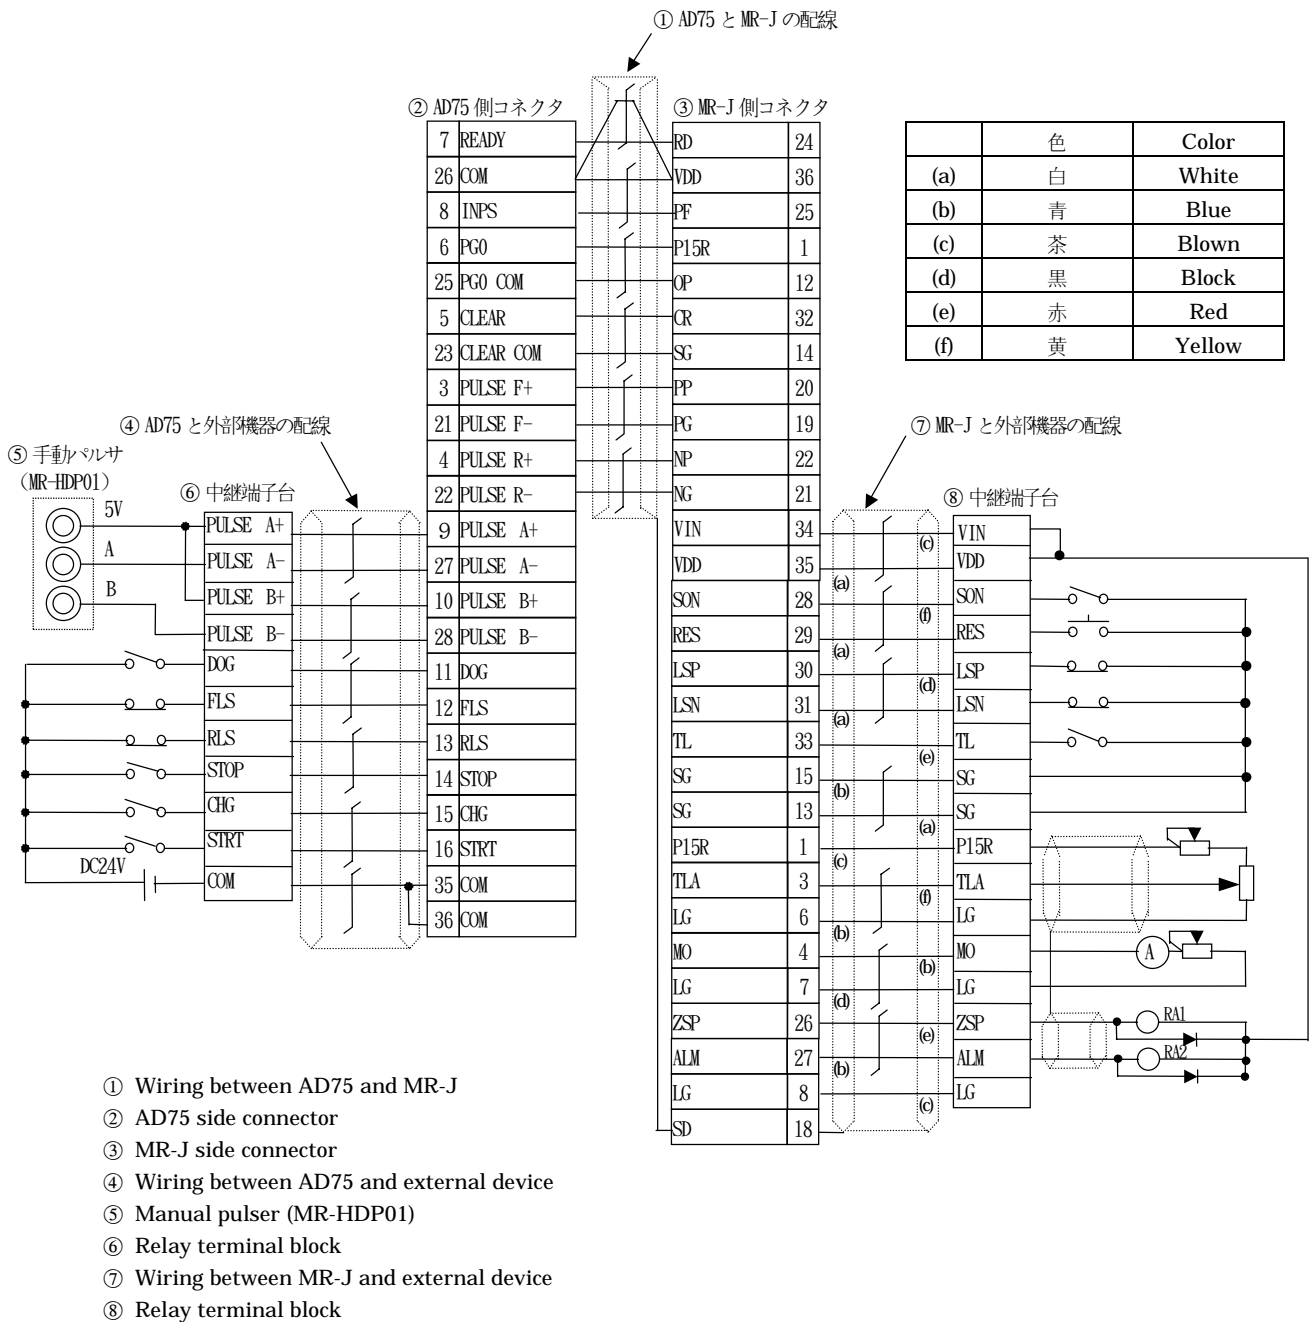 ① AD75 と MR-J の配線
② AD75 側コネクタ
③ MR-J 側コネクタ
7 READY
26 COM
8 INPS
6 PG0
25 PG0 COM
5 CLEAR
23 CLEAR COM
3 PULSE F+
21 PULSE F-
4 PULSE R+
22 PULSE R-
9 PULSE A+
27 PULSE A-
10 PULSE B+
28 PULSE B-
11 DOG
12 FLS
13 RLS
14 STOP
15 CHG
16 STRT
35 COM
36 COM
RD 24
VDD 36
PF 25
P15R 1
OP 12
CR 32
SG 14
PP 20
PG 19
NP 22
NG 21
VIN 34
VDD 35
SON 28
RES 29
LSP 30
LSN 31
TL 33
SG 15
SG 13
P15R 1
TLA 3
LG 6
MO 4
LG 7
ZSP 26
ALM 27
LG 8
SD 18
色 Color
(a) 白 White
(b) 青 Blue
(c) 茶 Blown
(d) 黒 Block
(e) 赤 Red
(f) 黄 Yellow
④ AD75 と外部機器の配線
⑤ 手動パルサ
(MR-HDP01)
5V
A
B
⑥ 中継端子台
PULSE A+
PULSE A-
PULSE B+
PULSE B-
DOG
FLS
RLS
STOP
CHG
STRT
COM
DC24V
⑦ MR-J と外部機器の配線
(c)
(a)
(f)
(a)
(d)
(a)
(e)
(b)
(a)
(c)
(f)
(b)
(b)
(d)
(e)
(b)
(c)
⑧ 中継端子台
VIN
VDD
SON
RES
LSP
LSN
TL
SG
SG
P15R
TLA
LG
MO
LG
ZSP
ALM
LG
A
RA1
RA2
① Wiring between AD75 and MR-J
② AD75 side connector
③ MR-J side connector
④ Wiring between AD75 and external device
⑤ Manual pulser (MR-HDP01)
⑥ Relay terminal block
⑦ Wiring between MR-J and external device
⑧ Relay terminal block